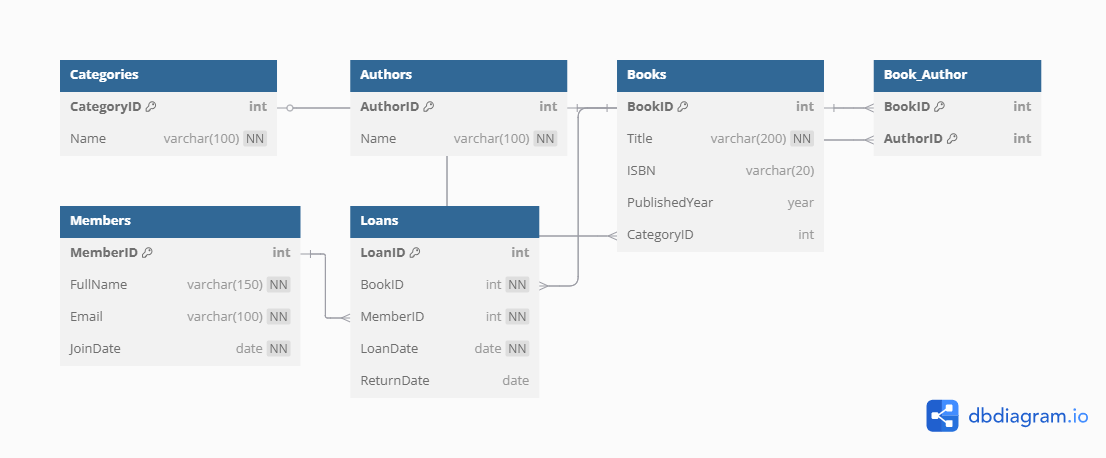 Categories
CategoryID int
Name varchar(100) NN
Authors
AuthorID int
Name varchar(100) NN
Books
BookID int
Title varchar(200) NN
ISBN varchar(20)
PublishedYear year
CategoryID int
Book_Author
BookID int
AuthorID int
Members
MemberID int
FullName varchar(150) NN
Email varchar(100) NN
JoinDate date NN
Loans
LoanID int
BookID int NN
MemberID int NN
LoanDate date NN
ReturnDate date
dbdiagram.io